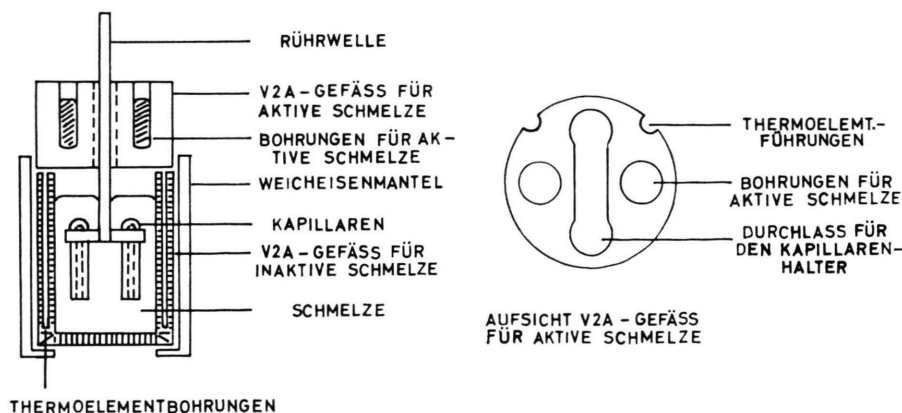 RÜHRWELLE
V2A-GEFÄSS FÜR
AKTIVE SCHMELZE
BOHRUNGEN FÜR AK-
TIVE SCHMELZE
WEICHEISENMANTEL
KAPILLAREN
V2A-GEFÄSS FÜR
INAKTIVE SCHMELZE
SCHMELZE
THERMOELEMENTBOHRUNGEN
THERMOELEMT.-
FÜHRUNGEN
BOHRUNGEN FÜR
AKTIVE SCHMELZE
DURCHLASS FÜR
DEN KAPILLAREN-
HALTER
AUFSICHT V2A-GEFÄSS
FÜR AKTIVE SCHMELZE